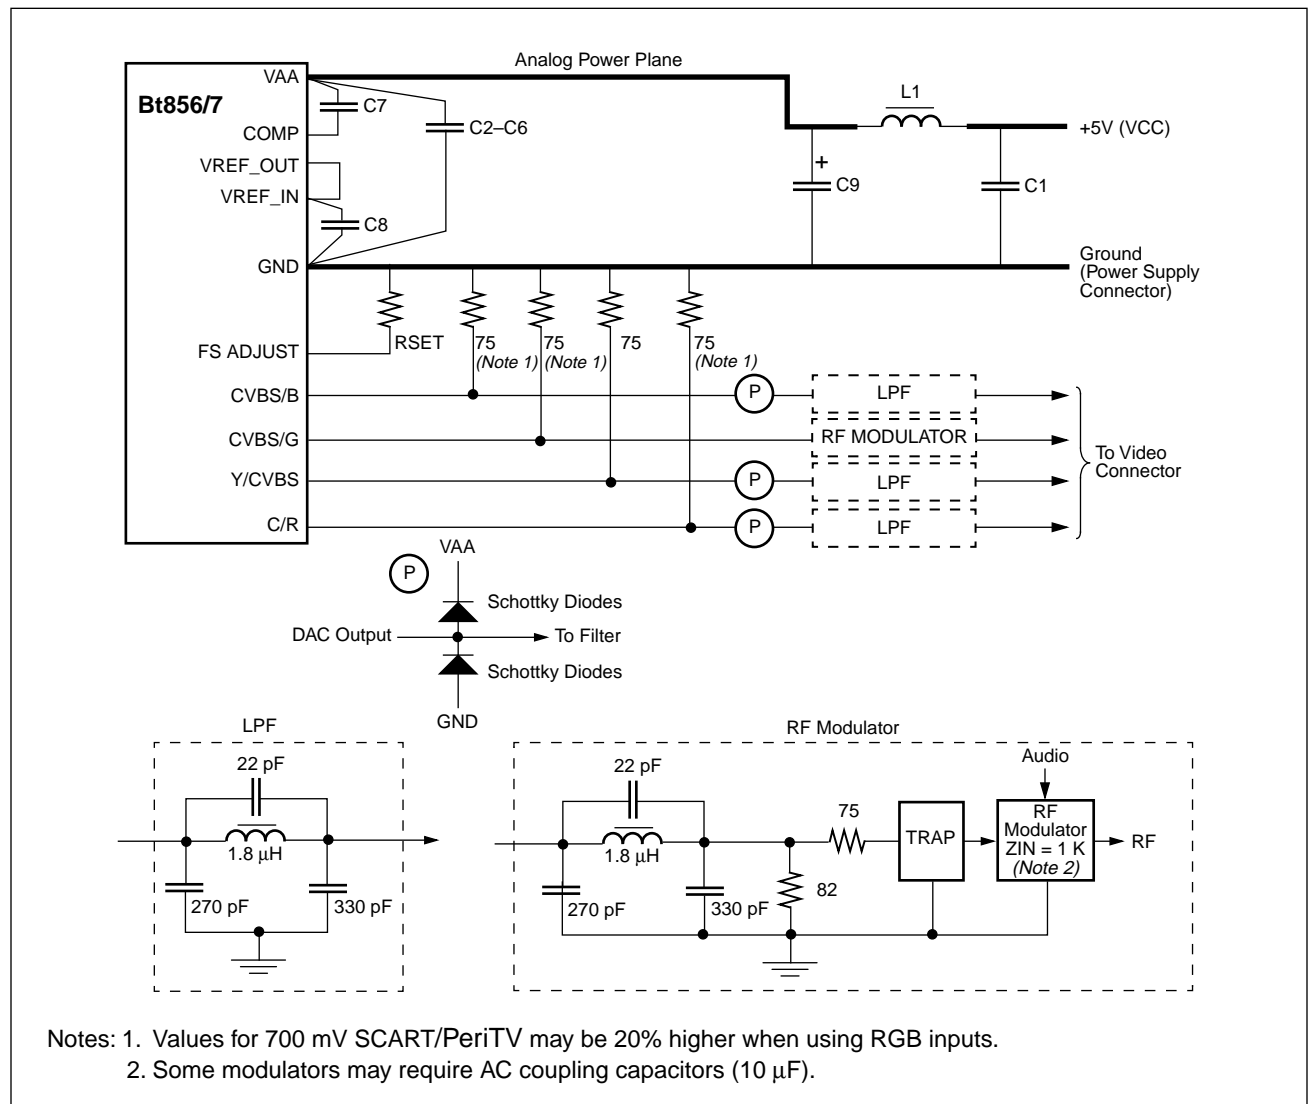 Analog Power Plane
Bt856/7
VAA
C7
COMP
C2–C6
VREF_OUT
VREF_IN
C8
GND
L1
+5V (VCC)
+
C9
C1
Ground
(Power Supply
Connector)
RSET
75
(Note 1)
75
(Note 1)
75
75
(Note 1)
FS ADJUST
CVBS/B
P
LPF
CVBS/G
RF MODULATOR
Y/CVBS
P
LPF
C/R
P
LPF
To Video
Connector
P
VAA
Schottky Diodes
DAC Output
To Filter
Schottky Diodes
GND
LPF
22 pF
1.8 μH
270 pF
330 pF
RF Modulator
22 pF
1.8 μH
270 pF
330 pF
75
82
TRAP
Audio
RF
Modulator
ZIN = 1 K
(Note 2)
RF
Notes: 1. Values for 700 mV SCART/PeriTV may be 20% higher when using RGB inputs.
2. Some modulators may require AC coupling capacitors (10 μF).